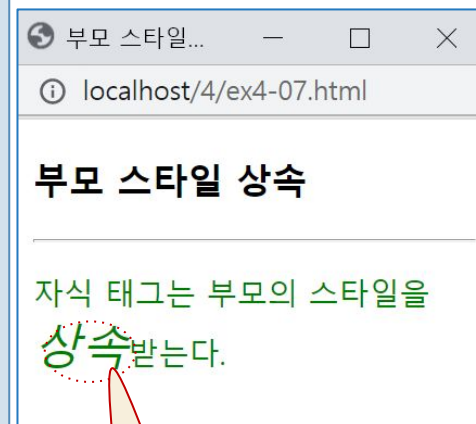 부모 스타일...
localhost/4/ex4-07.html
부모 스타일 상속
자식 태그는 부모의 스타일을
상속받는다.